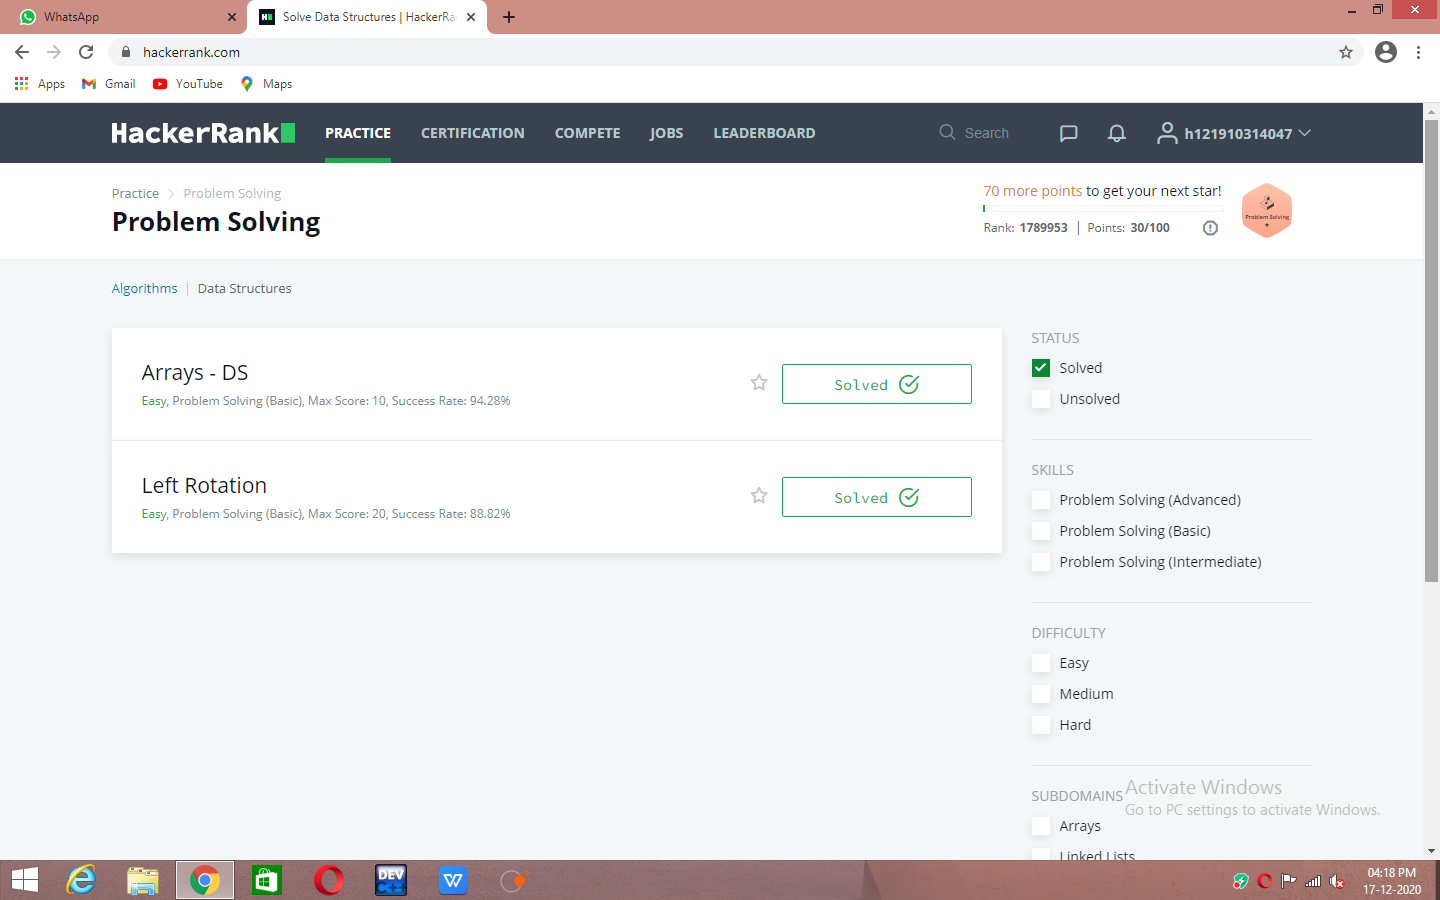 WhatsApp
Solve Data Structures | HackerRa
hackerrank.com
Apps Gmail YouTube Maps
HackerRank PRACTICE CERTIFICATION COMPETE JOBS LEADERBOARD Search h121910314047
Practice Problem Solving
Problem Solving
70 more points to get your next star!
Rank: 1789953 | Points: 30/100
Problem Solving
Algorithms | Data Structures
Arrays - DS
Easy, Problem Solving (Basic), Max Score: 10, Success Rate: 94.28%
Solved
Left Rotation
Easy, Problem Solving (Basic), Max Score: 20, Success Rate: 88.82%
Solved
STATUS
Solved
Unsolved
SKILLS
Problem Solving (Advanced)
Problem Solving (Basic)
Problem Solving (Intermediate)
DIFFICULTY
Easy
Medium
Hard
SUBDOMAINS
Arrays
Linked Lists
Activate Windows
Go to PC settings to activate Windows.
DEV
C++
W
04:18 PM
17-12-2020